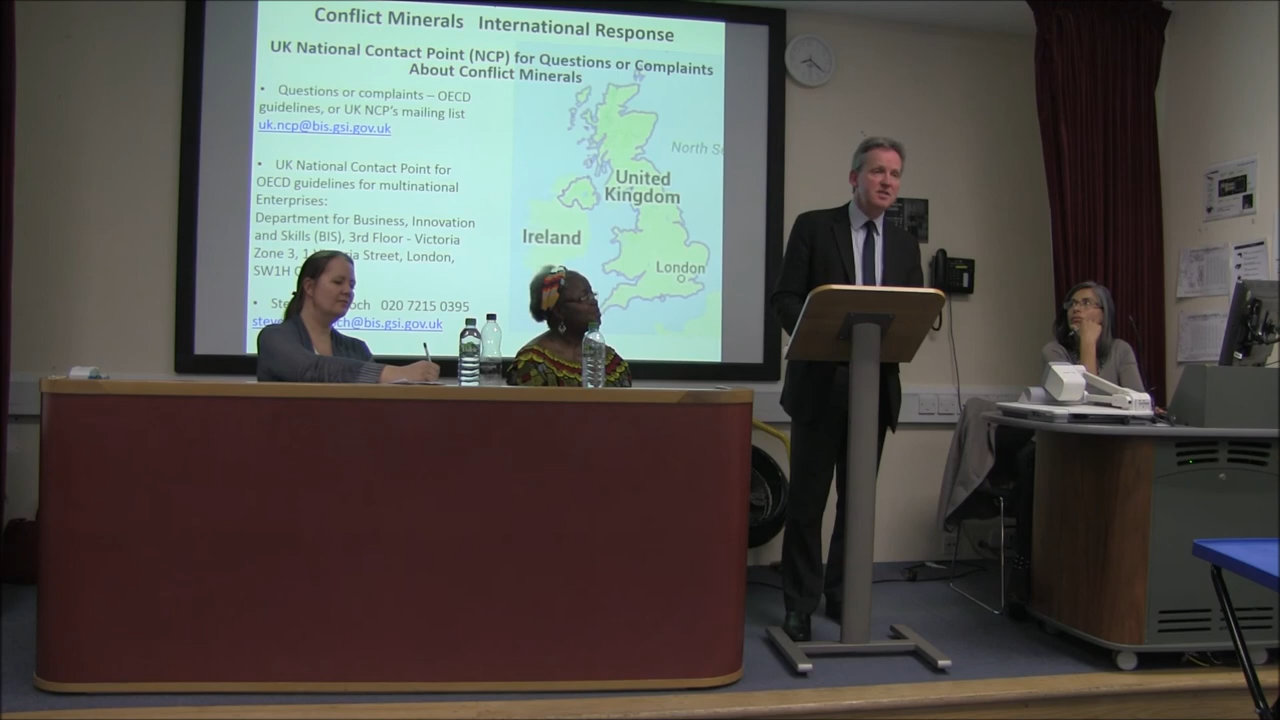 Conflict Minerals International Response
UK National Contact Point (NCP) for Questions or Complaints
About Conflict Minerals
• Questions or complaints – OECD
guidelines, or UK NCP's mailing list
uk.ncp@bis.gsi.gov.uk
• UK National Contact Point for
OECD guidelines for multinational
Enterprises:
Department for Business, Innovation
and Skills (BIS), 3rd Floor - Victoria
Zone 3, 1 Street, London,
SW1H
• 020 7215 0395
@bis.gsi.gov.uk
North
United
Kingdom
Ireland
London